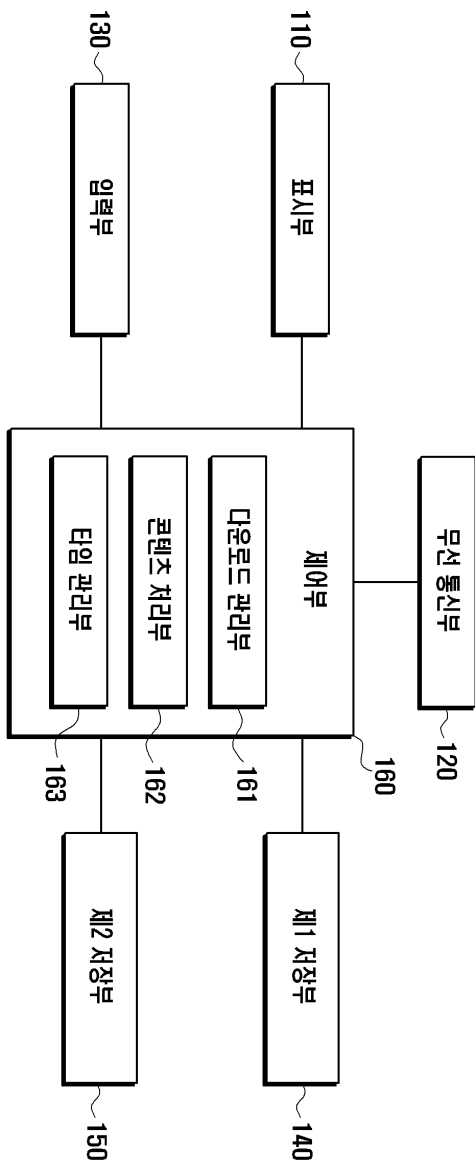 무선 통신부
120
110
표시부
제어부
160
제1 저장부
140
다운로드 관리부
161
콘텐츠 처리부
162
130
입력부
타임 관리부
163
제2 저장부
150